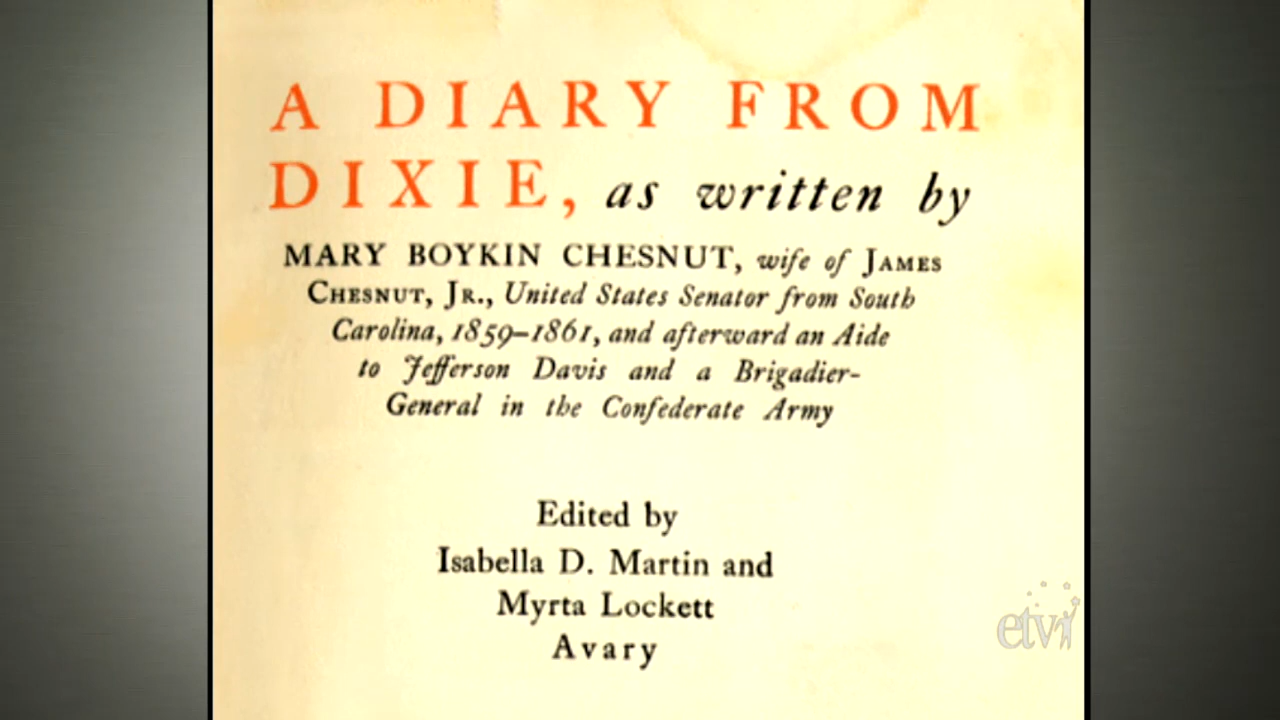 A DIARY FROM
DIXIE, as written by
MARY BOYKIN CHESNUT, wife of JAMES
CHESNUT, JR., United States Senator from South
Carolina, 1859–1861, and afterward an Aide
to Jefferson Davis and a Brigadier-
General in the Confederate Army
Edited by
Isabella D. Martin and
Myrta Lockett
Avary
etv